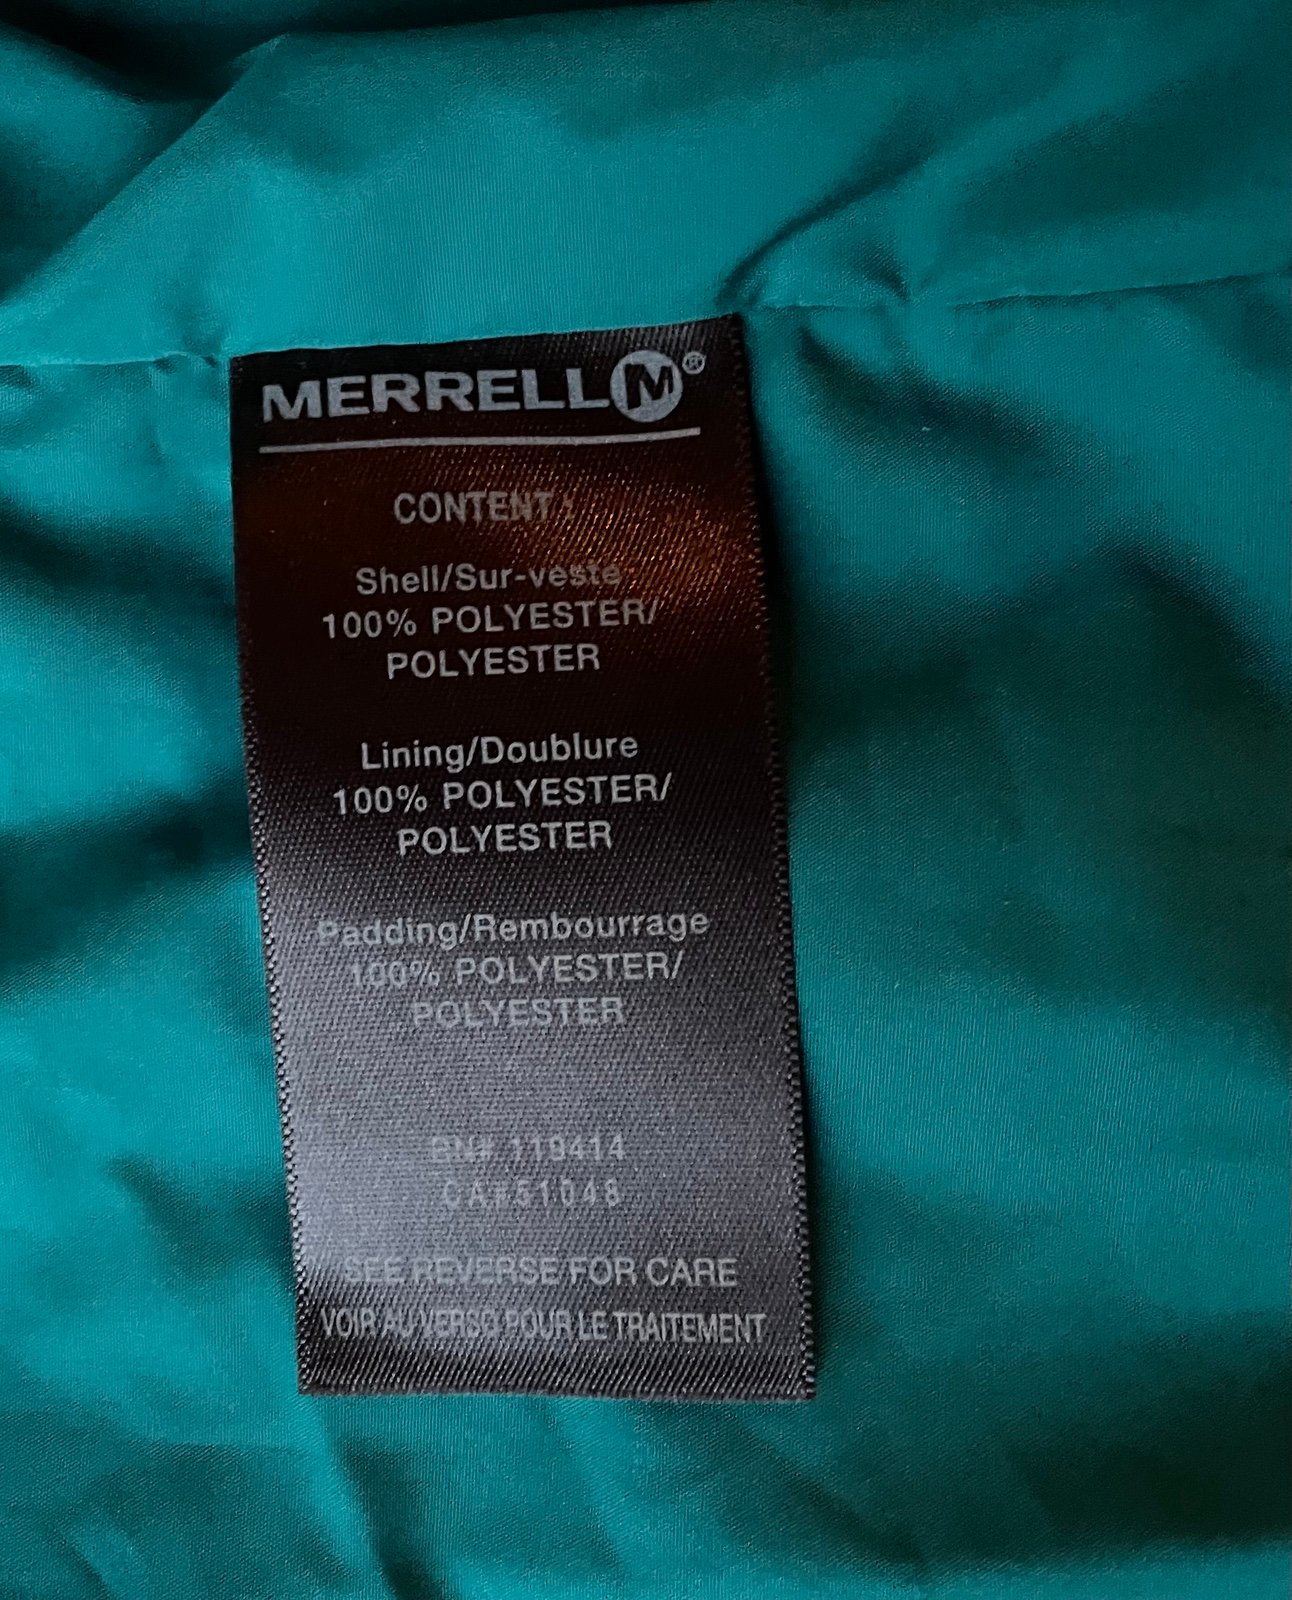 MERRELL M®
CONTENT :
Shell/Sur-veste
100% POLYESTER/
POLYESTER
Lining/Doublure
100% POLYESTER/
POLYESTER
Padding/Rembourrage
100% POLYESTER/
POLYESTER
RN# 119414
CA#51048
SEE REVERSE FOR CARE
VOIR AU VERSO POUR LE TRAITEMENT